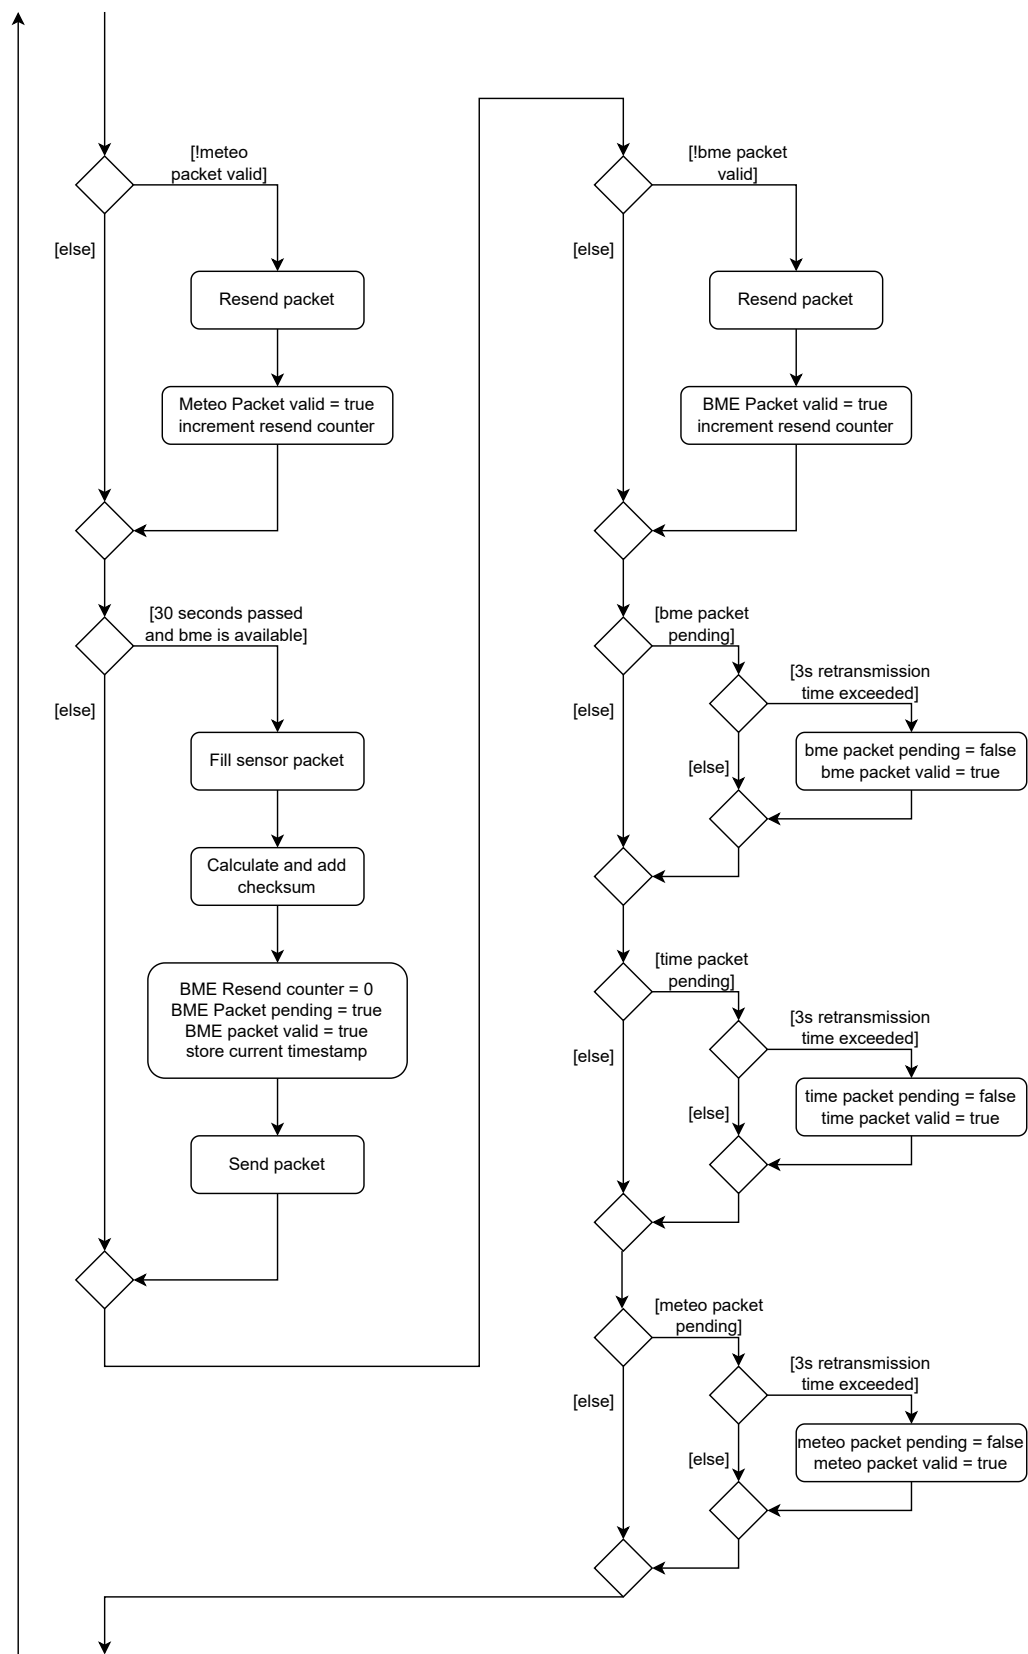 [!meteo
packet valid]
[else]
Resend packet
Meteo Packet valid = true
increment resend counter
[30 seconds passed
and bme is available]
[else]
Fill sensor packet
Calculate and add
checksum
BME Resend counter = 0
BME Packet pending = true
BME packet valid = true
store current timestamp
Send packet
[!bme packet
valid]
[else]
Resend packet
BME Packet valid = true
increment resend counter
[bme packet
pending]
[3s retransmission
time exceeded]
[else]
bme packet pending = false
bme packet valid = true
[else]
[time packet
pending]
[3s retransmission
time exceeded]
[else]
time packet pending = false
time packet valid = true
[else]
[meteo packet
pending]
[3s retransmission
time exceeded]
[else]
meteo packet pending = false
meteo packet valid = true
[else]